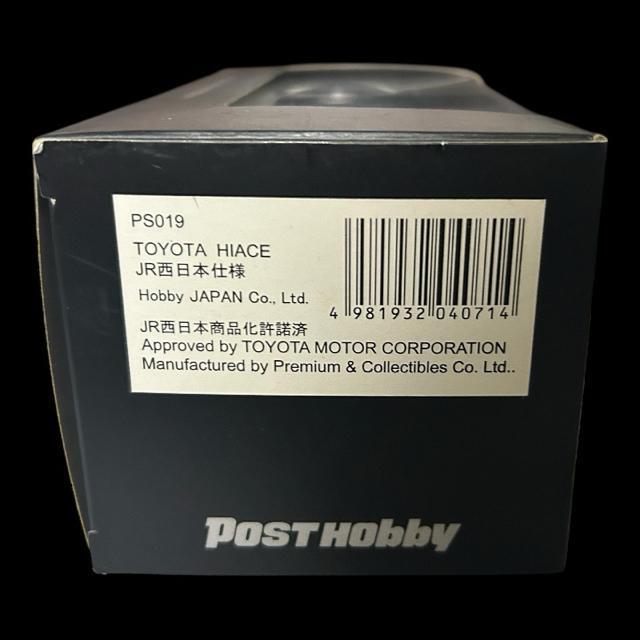 PS019
TOYOTA HIACE
JR西日本仕様
Hobby JAPAN Co., Ltd.
4 981932 040714
JR西日本商品化許諾済
Approved by TOYOTA MOTOR CORPORATION
Manufactured by Premium & Collectibles Co. Ltd..
POSTHobby